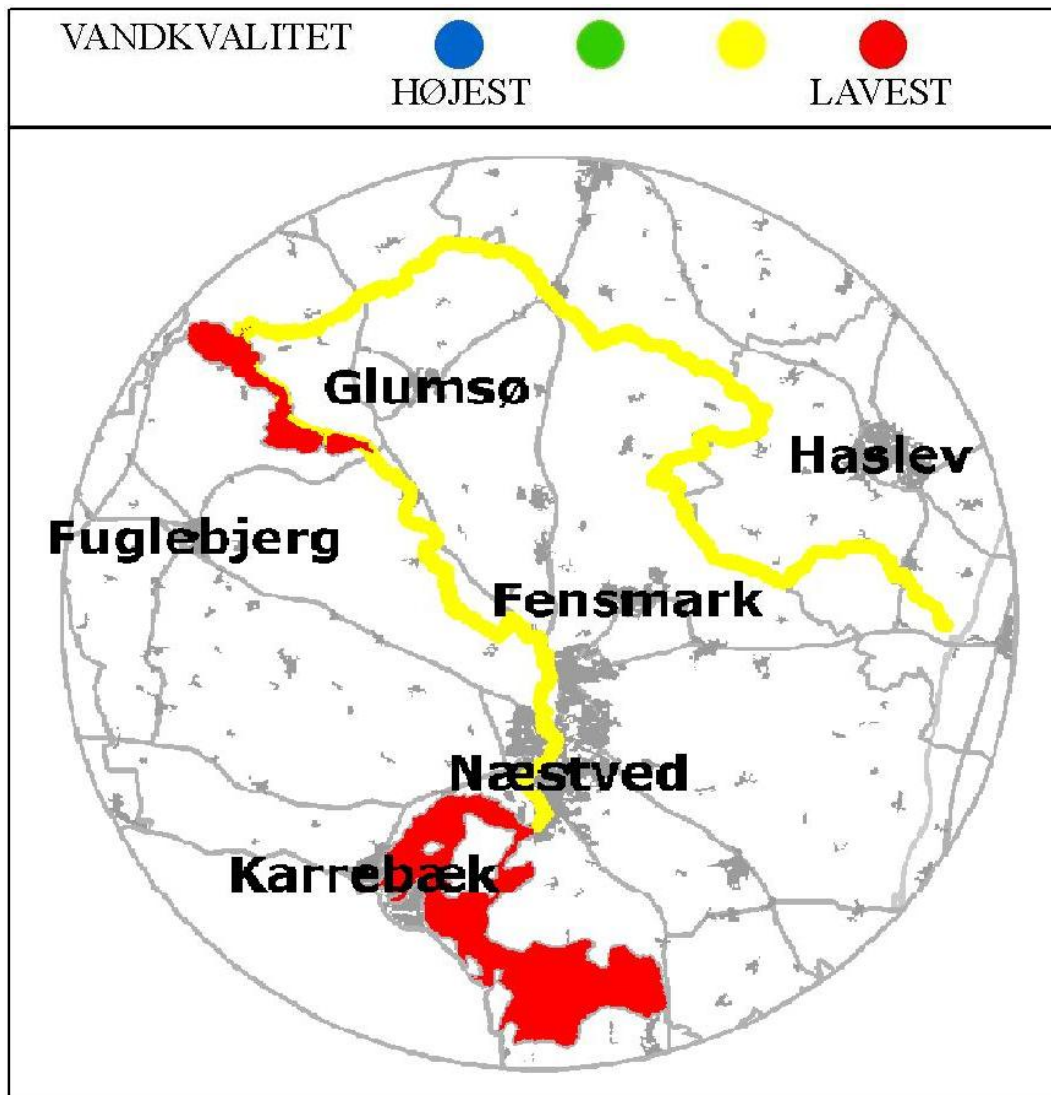 VANDKVALITET
HØJEST LAVEST
Glumsø
Haslev
Fuglebjerg
Fensmark
Næstved
Karrebæk